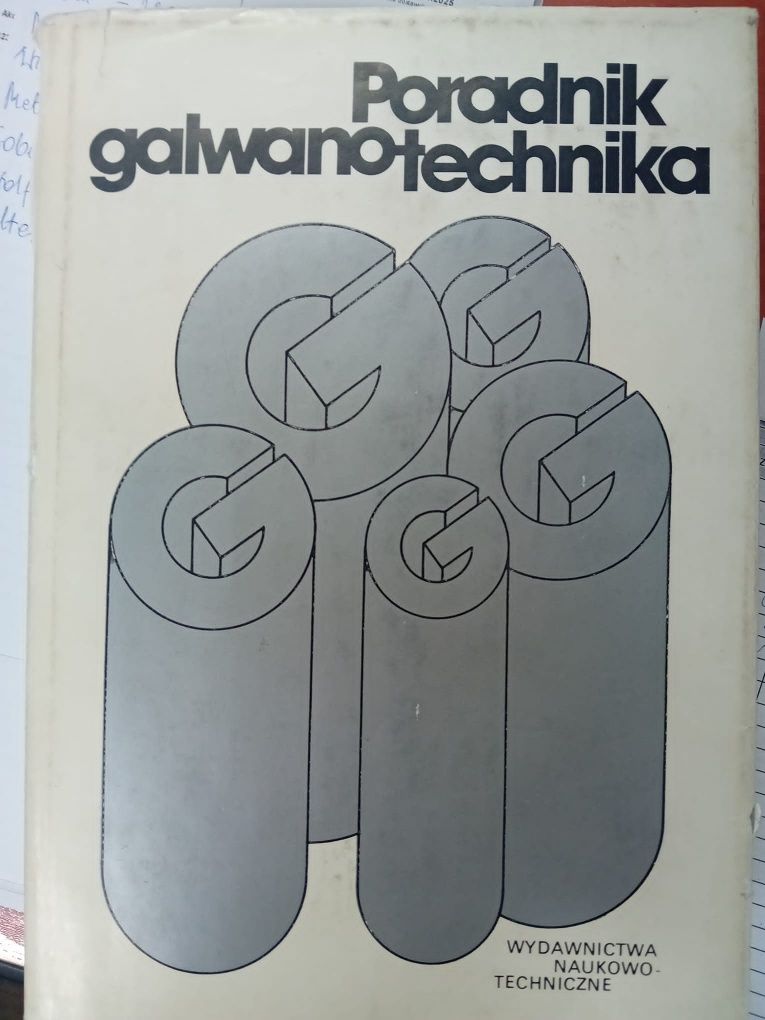 Poradnik
galwanotechnika
WYDAWNICTWA
NAUKOWO-
TECHNICZNE